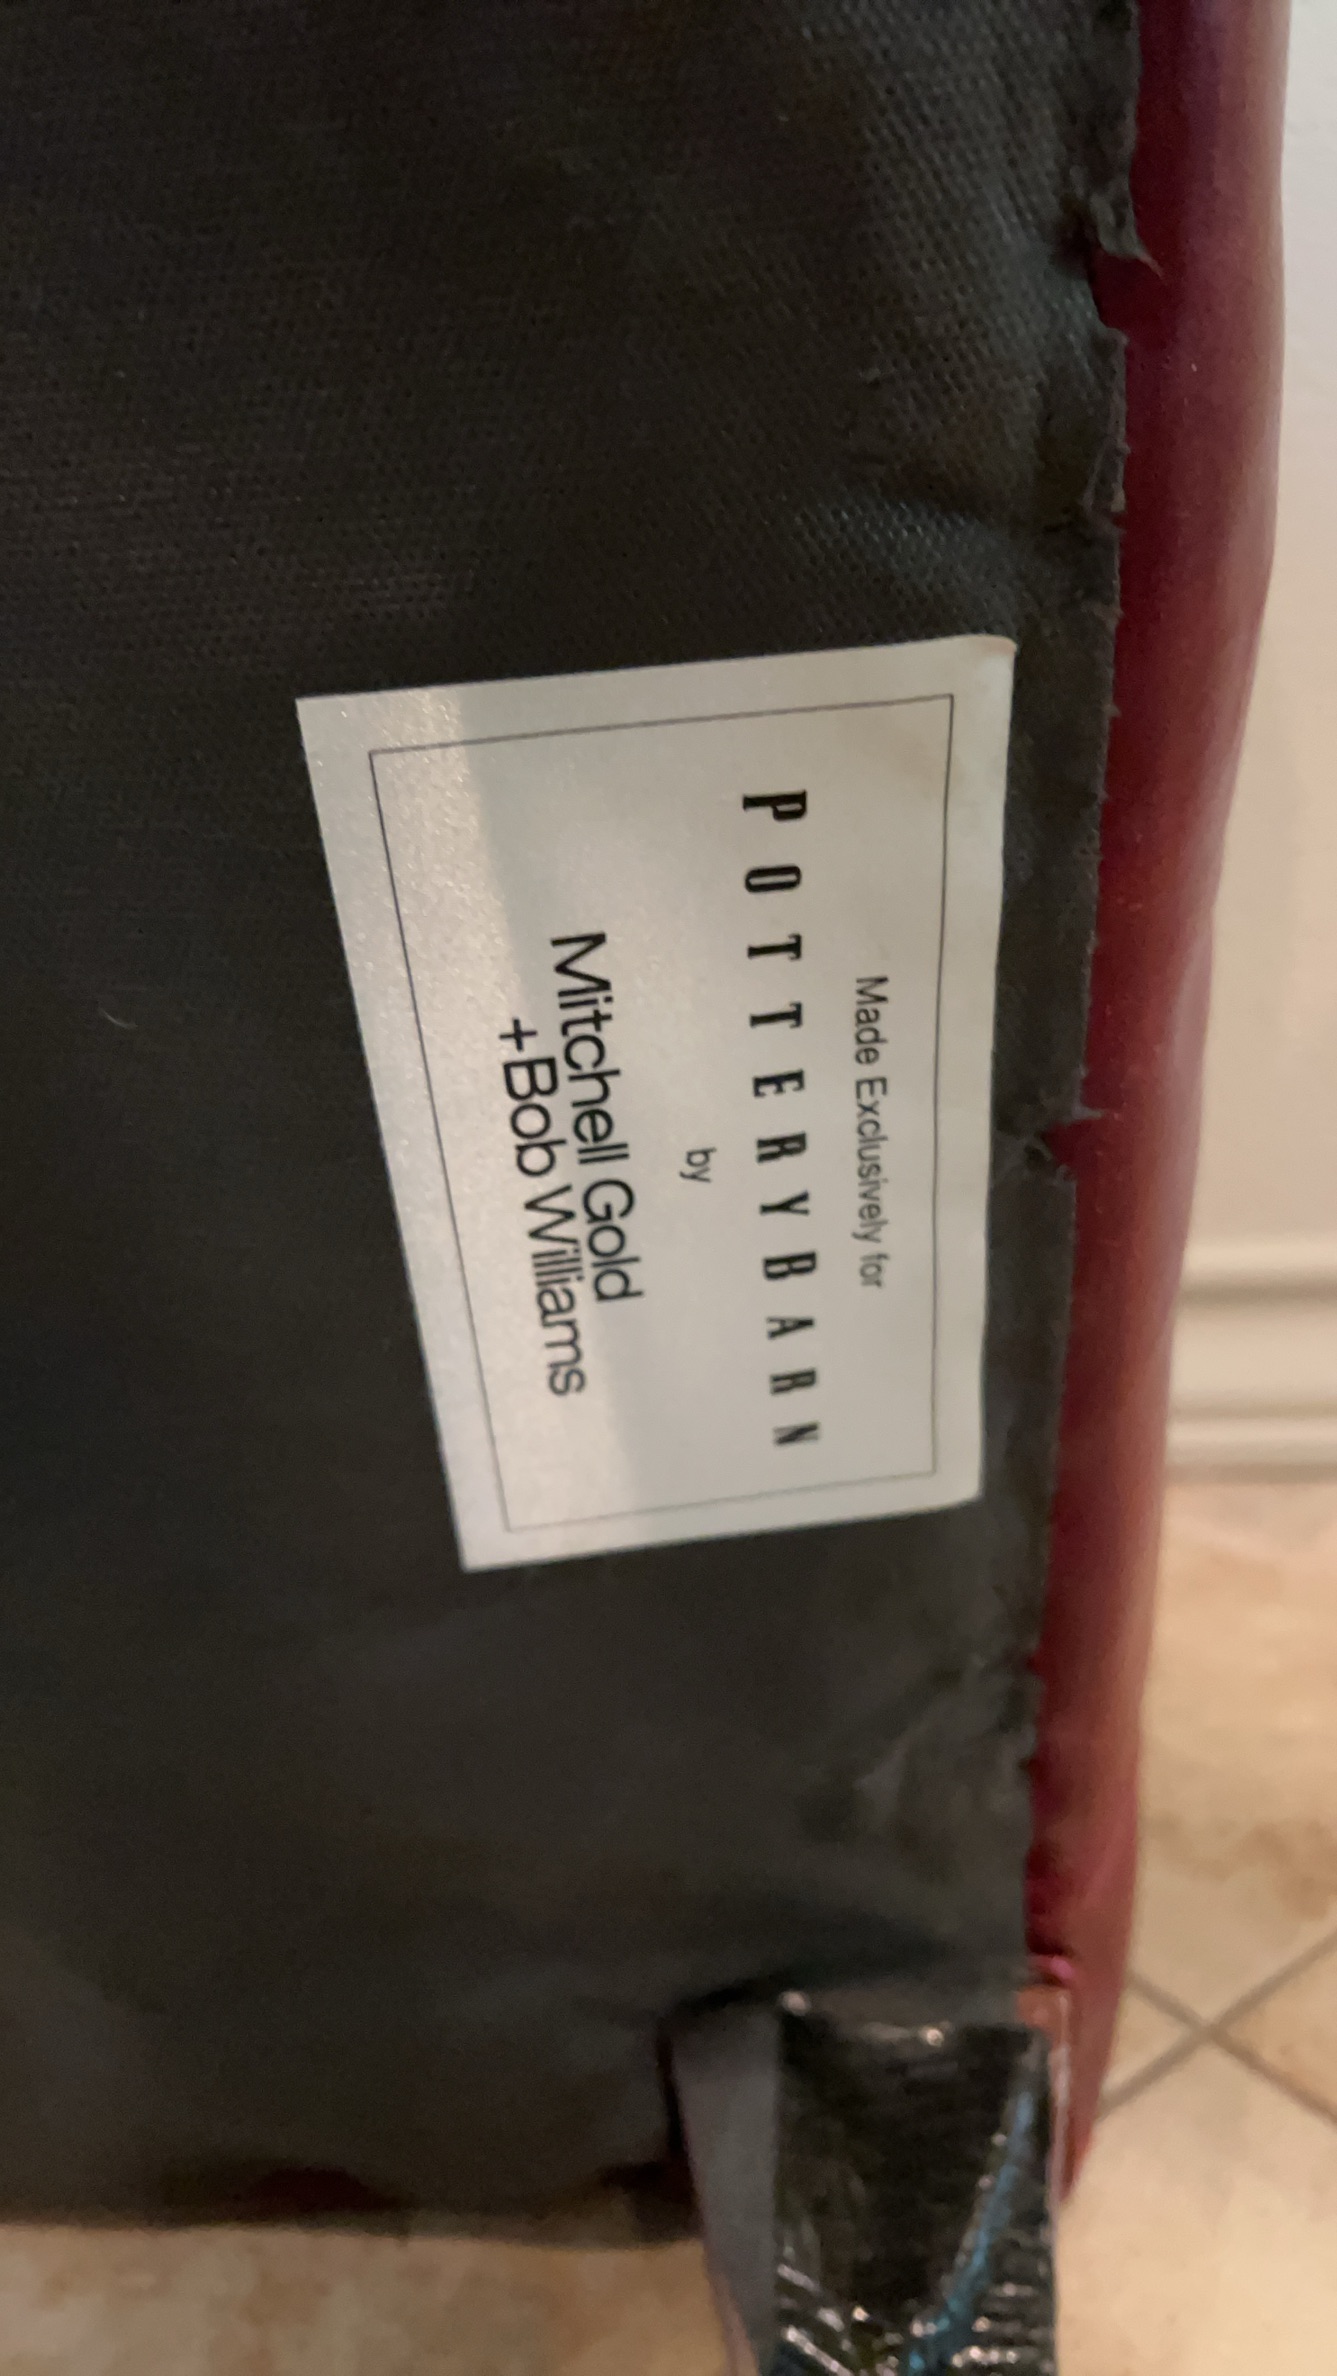 Made Exclusively for
POTTERYBARN
by
Mitchell Gold
+Bob Williams